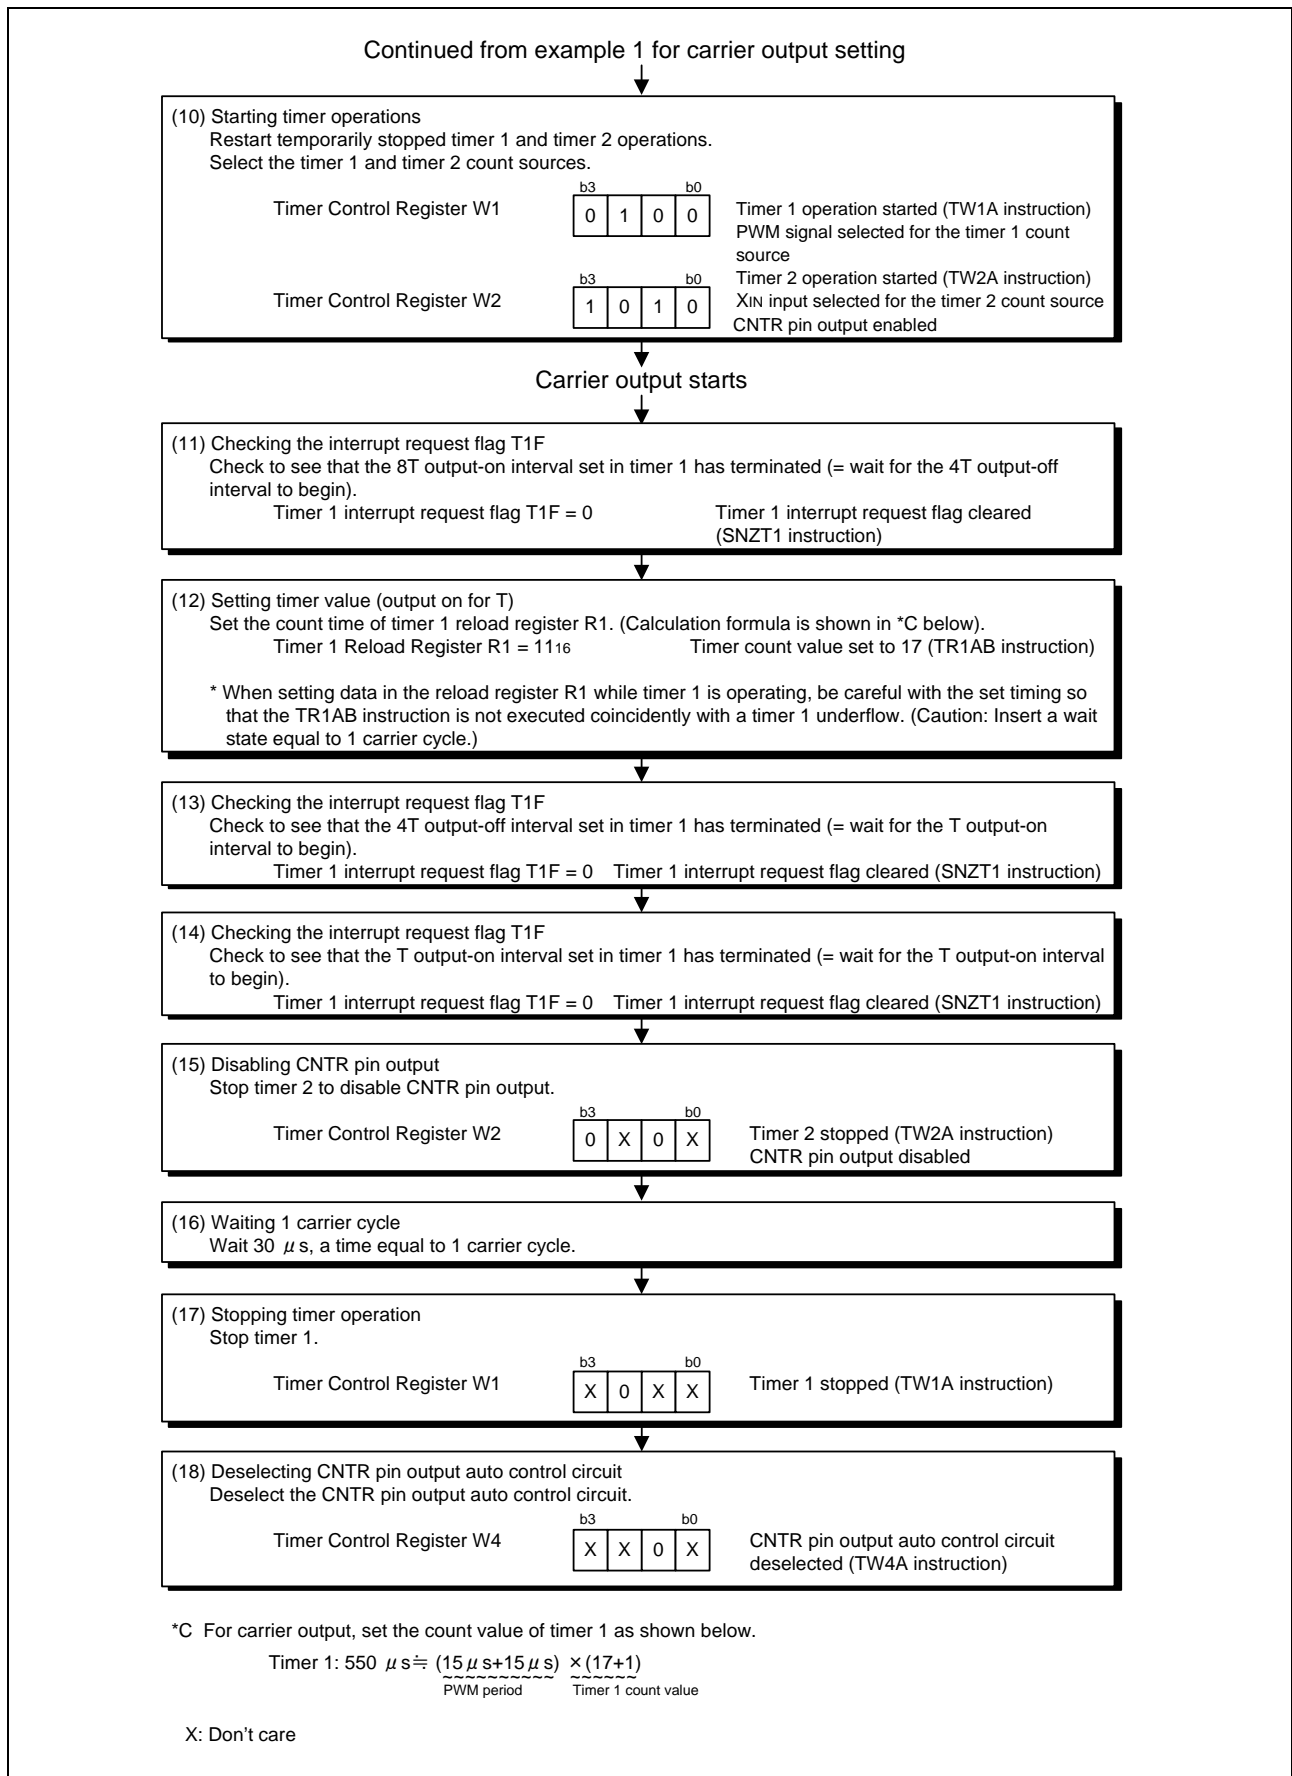 Continued from example 1 for carrier output setting
(10) Starting timer operations
Restart temporarily stopped timer 1 and timer 2 operations.
Select the timer 1 and timer 2 count sources.
b3 b0
Timer Control Register W1 0 1 0 0 Timer 1 operation started (TW1A instruction)
PWM signal selected for the timer 1 count
source
b3 b0 Timer 2 operation started (TW2A instruction)
Timer Control Register W2 1 0 1 0 XIN input selected for the timer 2 count source
CNTR pin output enabled
Carrier output starts
(11) Checking the interrupt request flag T1F
Check to see that the 8T output-on interval set in timer 1 has terminated (= wait for the 4T output-off
interval to begin).
Timer 1 interrupt request flag T1F = 0 Timer 1 interrupt request flag cleared
(SNZT1 instruction)
(12) Setting timer value (output on for T)
Set the count time of timer 1 reload register R1. (Calculation formula is shown in *C below).
Timer 1 Reload Register R1 = 1116 Timer count value set to 17 (TR1AB instruction)
* When setting data in the reload register R1 while timer 1 is operating, be careful with the set timing so
that the TR1AB instruction is not executed coincidently with a timer 1 underflow. (Caution: Insert a wait
state equal to 1 carrier cycle.)
(13) Checking the interrupt request flag T1F
Check to see that the 4T output-off interval set in timer 1 has terminated (= wait for the T output-on
interval to begin).
Timer 1 interrupt request flag T1F = 0 Timer 1 interrupt request flag cleared (SNZT1 instruction)
(14) Checking the interrupt request flag T1F
Check to see that the T output-on interval set in timer 1 has terminated (= wait for the T output-on interval
to begin).
Timer 1 interrupt request flag T1F = 0 Timer 1 interrupt request flag cleared (SNZT1 instruction)
(15) Disabling CNTR pin output
Stop timer 2 to disable CNTR pin output.
b3 b0
Timer Control Register W2 0 X 0 X Timer 2 stopped (TW2A instruction)
CNTR pin output disabled
(16) Waiting 1 carrier cycle
Wait 30 μ s, a time equal to 1 carrier cycle.
(17) Stopping timer operation
Stop timer 1.
b3 b0
Timer Control Register W1 X 0 X X Timer 1 stopped (TW1A instruction)
(18) Deselecting CNTR pin output auto control circuit
Deselect the CNTR pin output auto control circuit.
b3 b0
Timer Control Register W4 X X 0 X CNTR pin output auto control circuit
deselected (TW4A instruction)
*C For carrier output, set the count value of timer 1 as shown below.
Timer 1: 550 μ s≒ (15 μ s+15 μ s) ×(17+1)
PWM period Timer 1 count value
X: Don't care